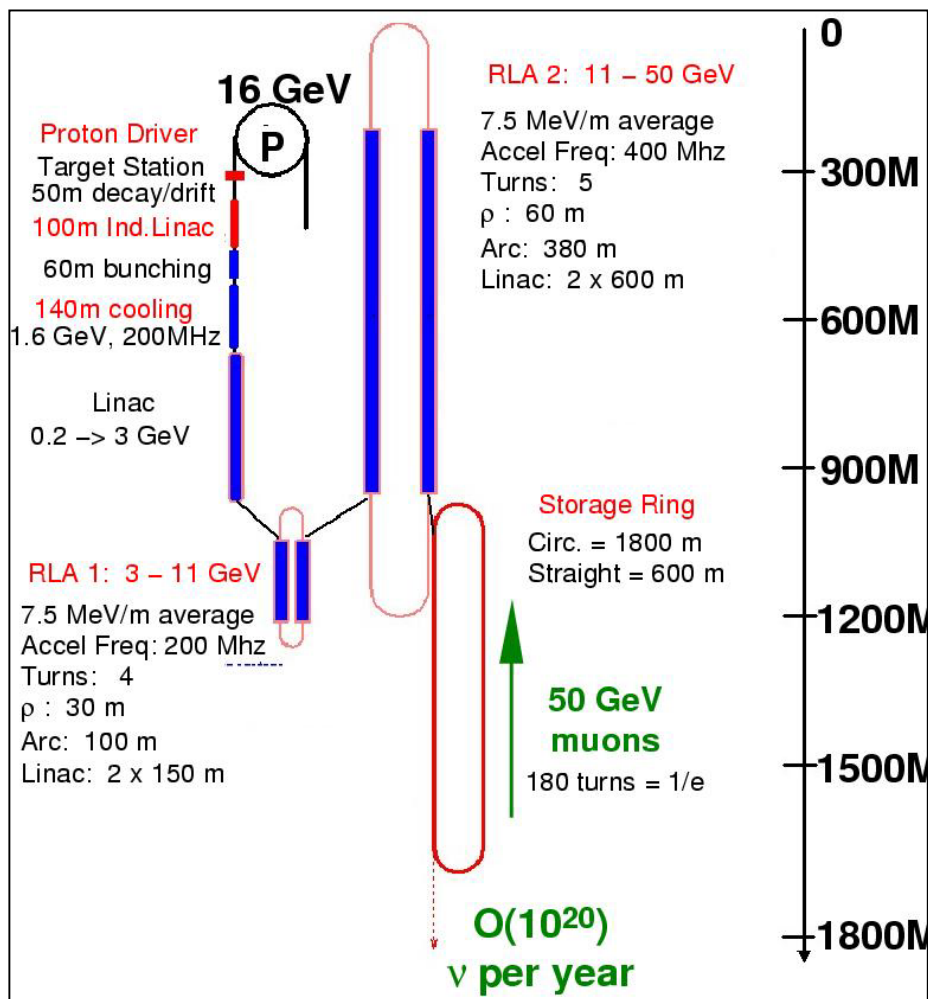 16 GeV
P
Proton Driver
Target Station
50m decay/drift
100m Ind.Linac
60m bunching
140m cooling
1.6 GeV, 200MHz
Linac
0.2 -> 3 GeV
RLA 1: 3 – 11 GeV
7.5 MeV/m average
Accel Freq: 200 Mhz
Turns: 4
ρ : 30 m
Arc: 100 m
Linac: 2 x 150 m
RLA 2: 11 – 50 GeV
7.5 MeV/m average
Accel Freq: 400 Mhz
Turns: 5
ρ : 60 m
Arc: 380 m
Linac: 2 x 600 m
Storage Ring
Circ. = 1800 m
Straight = 600 m
50 GeV
muons
180 turns = 1/e
O(10²⁰)
ν per year
0
300M
600M
900M
1200M
1500M
1800M